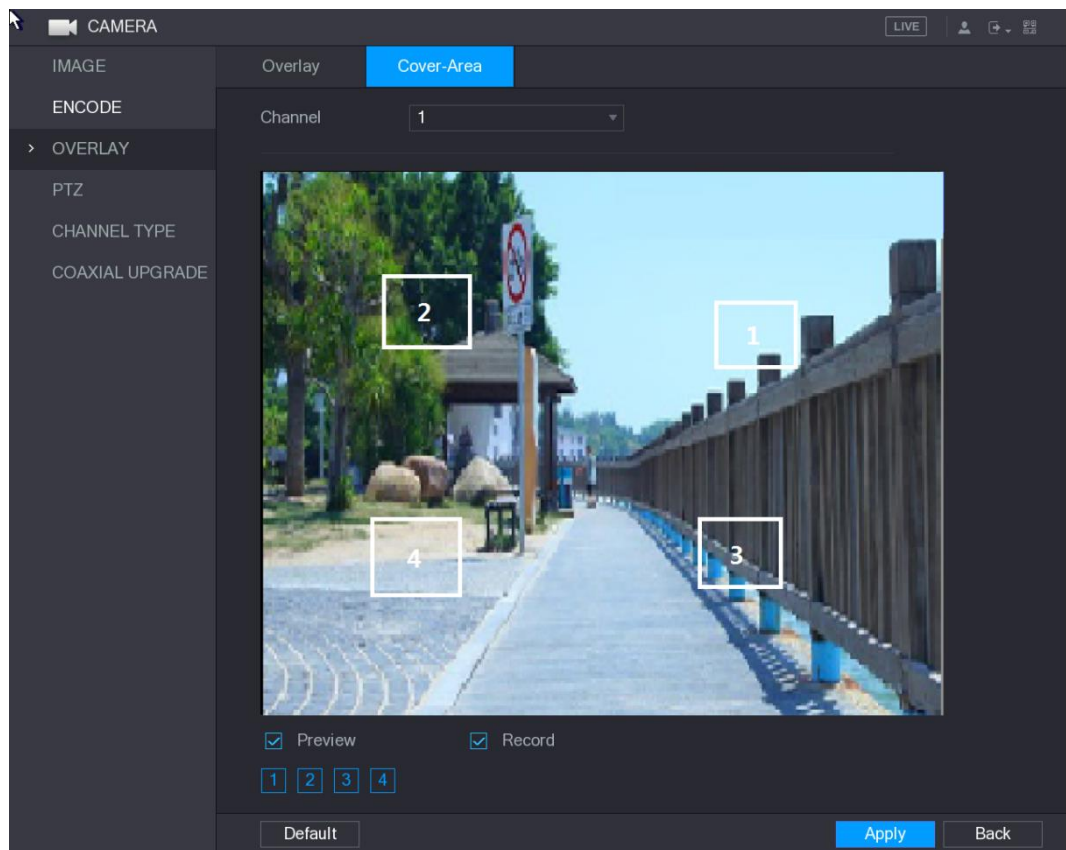 CAMERA LIVE
IMAGE
ENCODE
OVERLAY
PTZ
CHANNEL TYPE
COAXIAL UPGRADE
Overlay Cover-Area
Channel 1
2
1
4
3
Preview Record
1 2 3 4
Default Apply Back